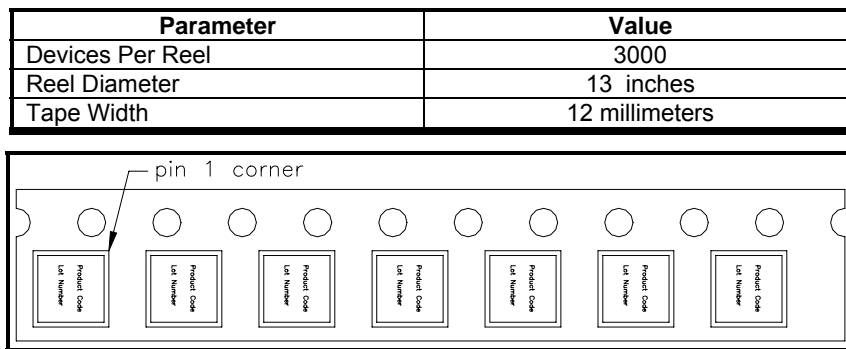 Parameter Value
Devices Per Reel 3000
Reel Diameter 13 inches
Tape Width 12 millimeters
pin 1 corner
Product Code
Lot Number
Product Code
Lot Number
Product Code
Lot Number
Product Code
Lot Number
Product Code
Lot Number
Product Code
Lot Number
Product Code
Lot Number